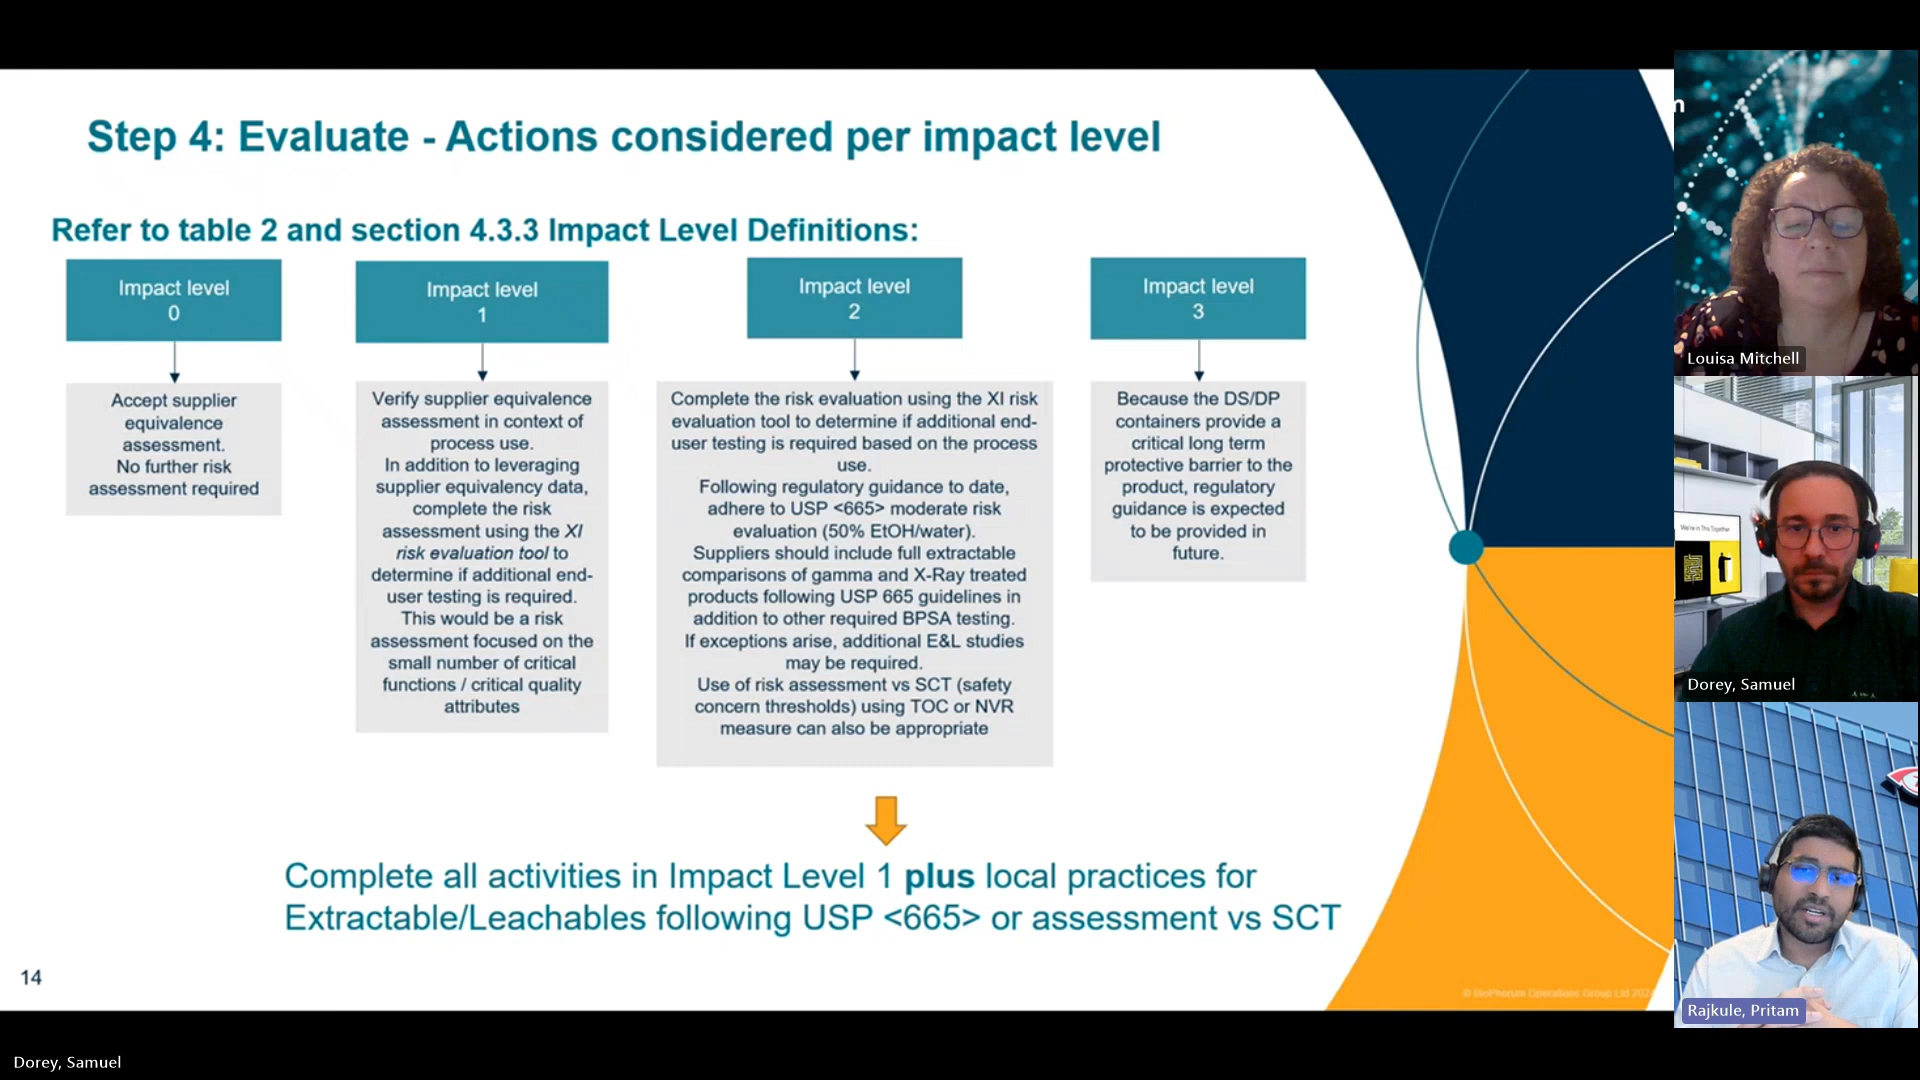 Step 4: Evaluate - Actions considered per impact level
Refer to table 2 and section 4.3.3 Impact Level Definitions:
Impact level
0
Accept supplier
equivalence
assessment.
No further risk
assessment required
Impact level
1
Verify supplier equivalence
assessment in context of
process use.
In addition to leveraging
supplier equivalency data,
complete the risk
assessment using the XI
risk evaluation tool to
determine if additional end-
user testing is required.
This would be a risk
assessment focused on the
small number of critical
functions / critical quality
attributes
Impact level
2
Complete the risk evaluation using the XI risk
evaluation tool to determine if additional end-
user testing is required based on the process
use.
Following regulatory guidance to date,
adhere to USP <665> moderate risk
evaluation (50% EtOH/water).
Suppliers should include full extractable
comparisons of gamma and X-Ray treated
products following USP 665 guidelines in
addition to other required BPSA testing.
If exceptions arise, additional E&L studies
may be required.
Use of risk assessment vs SCT (safety
concern thresholds) using TOC or NVR
measure can also be appropriate
Impact level
3
Because the DS/DP
containers provide a
critical long term
protective barrier to the
product, regulatory
guidance is expected
to be provided in
future.
Complete all activities in Impact Level 1 plus local practices for
Extractable/Leachables following USP <665> or assessment vs SCT
14
© BioPhorum Operations Group Ltd
Louisa Mitchell
We're in This Together
Dorey, Samuel
Rajkule, Pritam
Dorey, Samuel